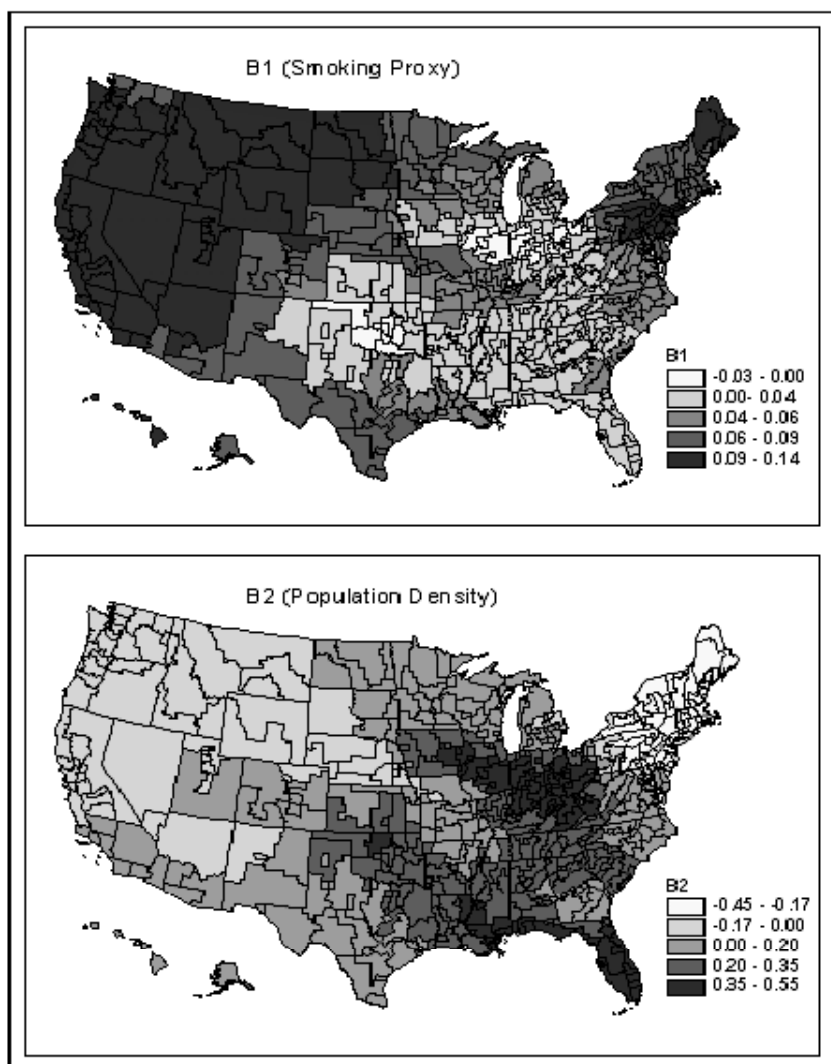 B1 (Smoking Proxy)
B1
-0.03 - 0.00
0.00- 0.04
0.04 - 0.06
0.06 - 0.09
0.09 - 0.14
B2 (Population Density)
B2
-0.45 - -0.17
-0.17 - 0.00
0.00 - 0.20
0.20 - 0.35
0.35 - 0.55